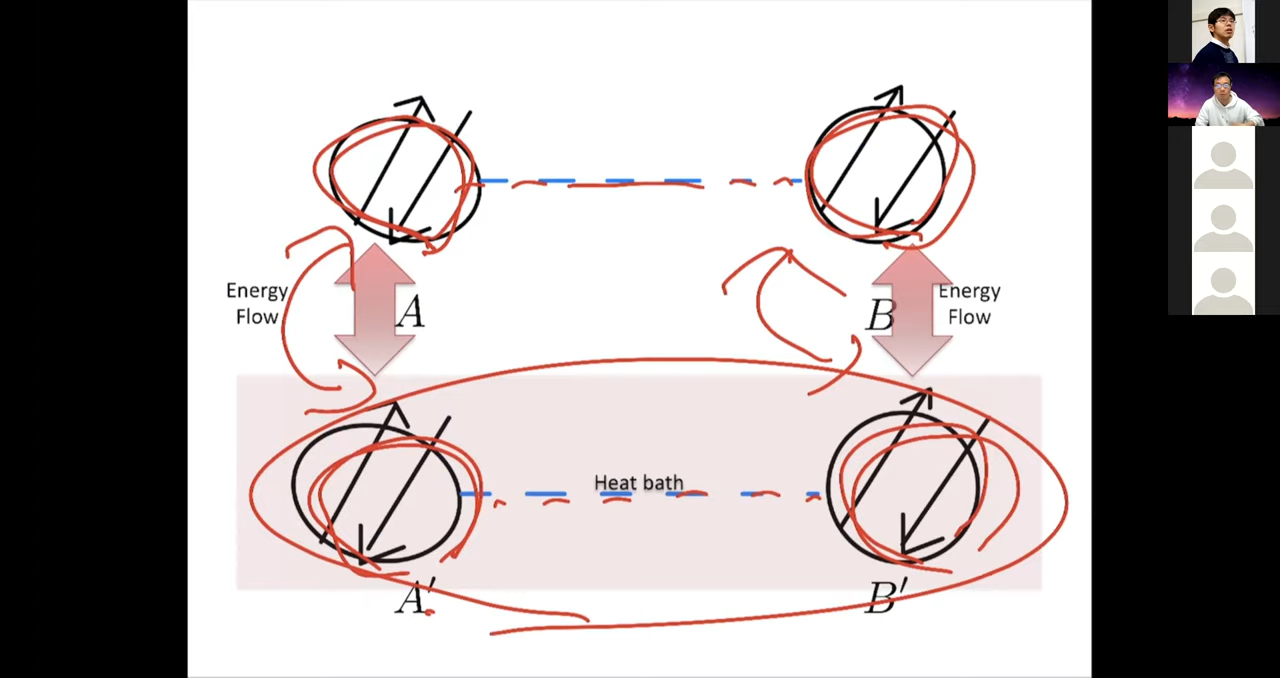 Energy
Flow
A
B
Energy
Flow
Heat bath
A′
B′